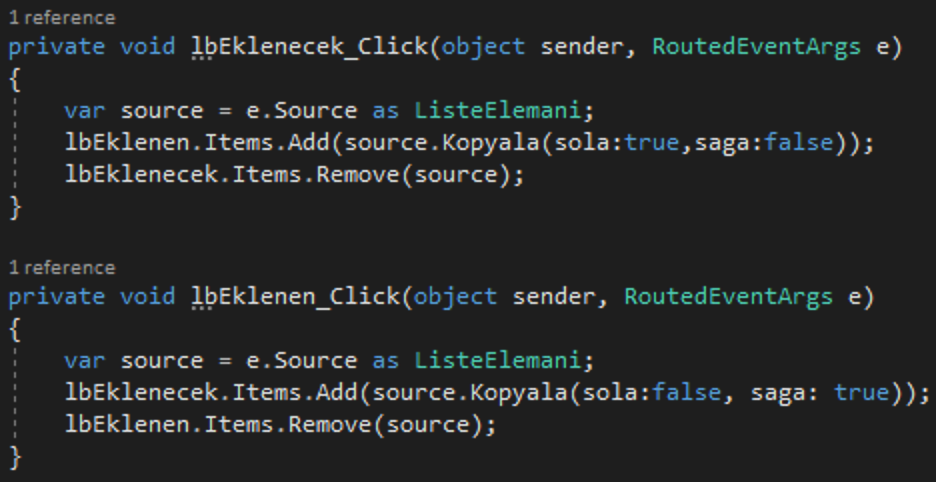 1 reference
private void lbEklenecek_Click(object sender, RoutedEventArgs e)
{
var source = e.Source as ListeElemani;
lbEklenen.Items.Add(source.Kopyala(sola:true,saga:false));
lbEklenecek.Items.Remove(source);
}
1 reference
private void lbEklenen_Click(object sender, RoutedEventArgs e)
{
var source = e.Source as ListeElemani;
lbEklenecek.Items.Add(source.Kopyala(sola:false, saga: true));
lbEklenen.Items.Remove(source);
}